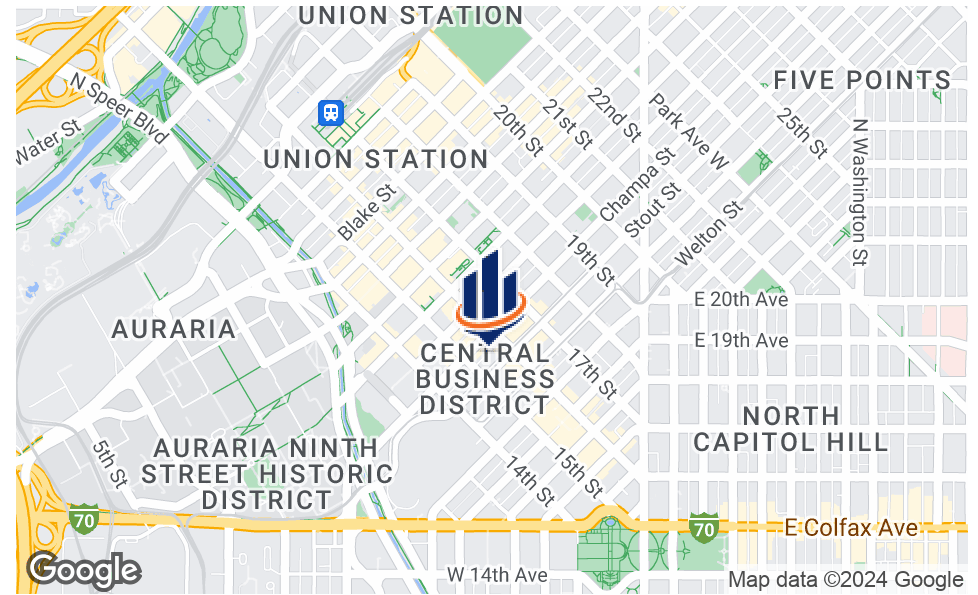 UNION STATION
FIVE POINTS
N Speer Blvd
Water St
20th St
21st St
22nd St
Park Ave W
25th St
N Washington St
UNION STATION
Blake St
Champa St
Stout St
Welton St
19th St
E 20th Ave
AURARIA
E 19th Ave
CENTRAL
BUSINESS
DISTRICT
17th St
NORTH
CAPITOL HILL
AURARIA NINTH
STREET HISTORIC
DISTRICT
5th St
14th St
15th St
70
70
E Colfax Ave
Google
W 14th Ave
Map data ©2024 Google